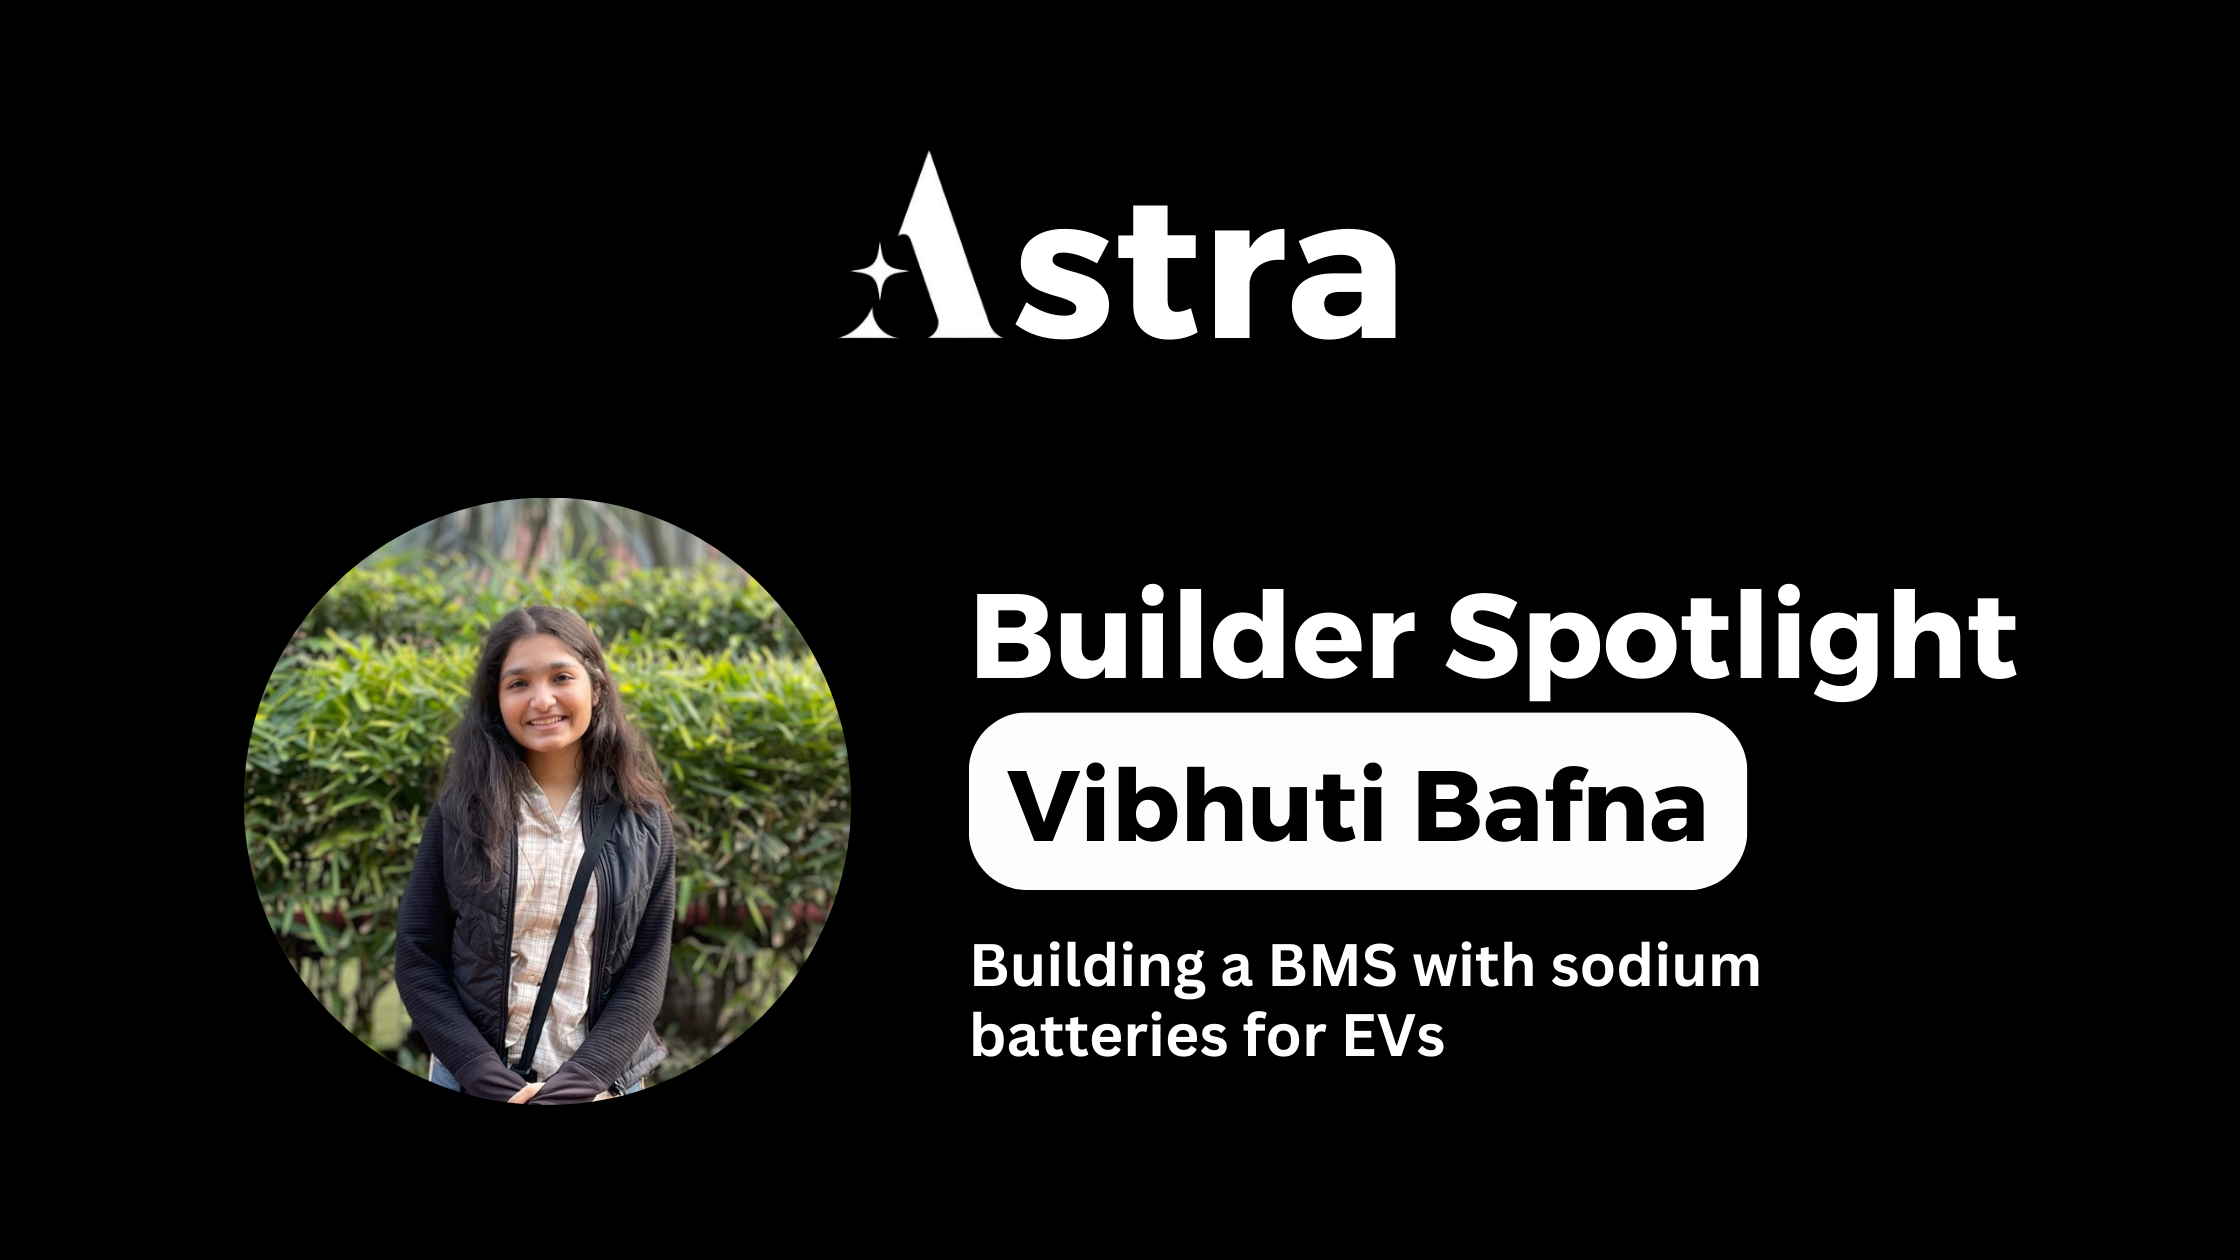 Astra
Builder Spotlight
Vibhuti Bafna
Building a BMS with sodium
batteries for EVs